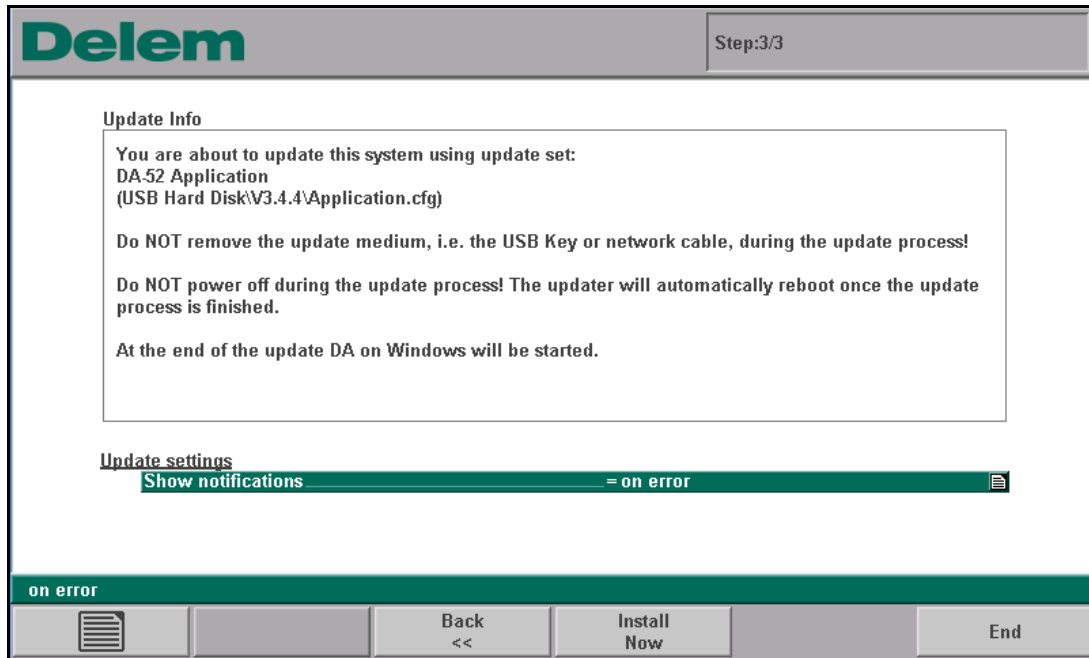 Delem
Step:3/3
Update Info
You are about to update this system using update set:
DA-52 Application
(USB Hard Disk\V3.4.4\Application.cfg)
Do NOT remove the update medium, i.e. the USB Key or network cable, during the update process!
Do NOT power off during the update process! The updater will automatically reboot once the update
process is finished.
At the end of the update DA on Windows will be started.
Update settings
Show notifications = on error
on error
Back
<<
Install
Now
End